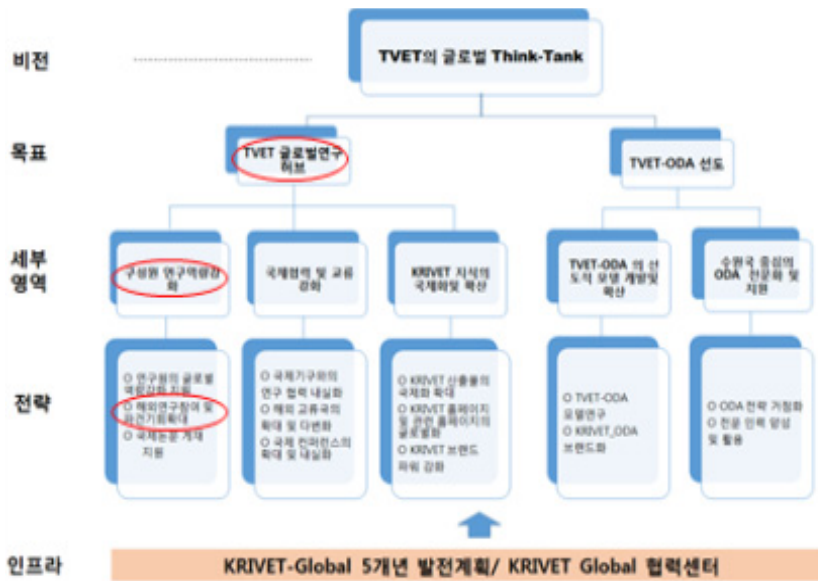 비전
TVET의 글로벌 Think-Tank
목표
TVET 글로벌연구
허브
TVET-ODA 선도
세부
영역
구성원 연구역량강
화
국제협력 및 교류
강화
KRIVET 지식의
국제화및 확산
TVET-ODA 의 선
도적 모델 개발및
확산
수원국 중심의
ODA 전문화 및
지원
전략
O 연구원의 글로벌
역량강화 지원
O 해외연구참여 및
파견기회확대
O 국제논문 게재
지원
O 국제기구와의
연구 협력 내실화
O 해외 교류국의
확대 및 다변화
O 국제 컨퍼런스의
확대 및 내실화
O KRIVET 산출물의
국제화 확대
O KRIVET 홈페이지
및 관련 홈페이지의
글로벌화
O KRIVET 브랜드
파워 강화
O TVET-ODA
모델연구
O KRIVET_ODA
브랜드화
O ODA 전략 거점화
O 전문 인력 양성
및 활용
인프라
KRIVET-Global 5개년 발전계획/ KRIVET Global 협력센터